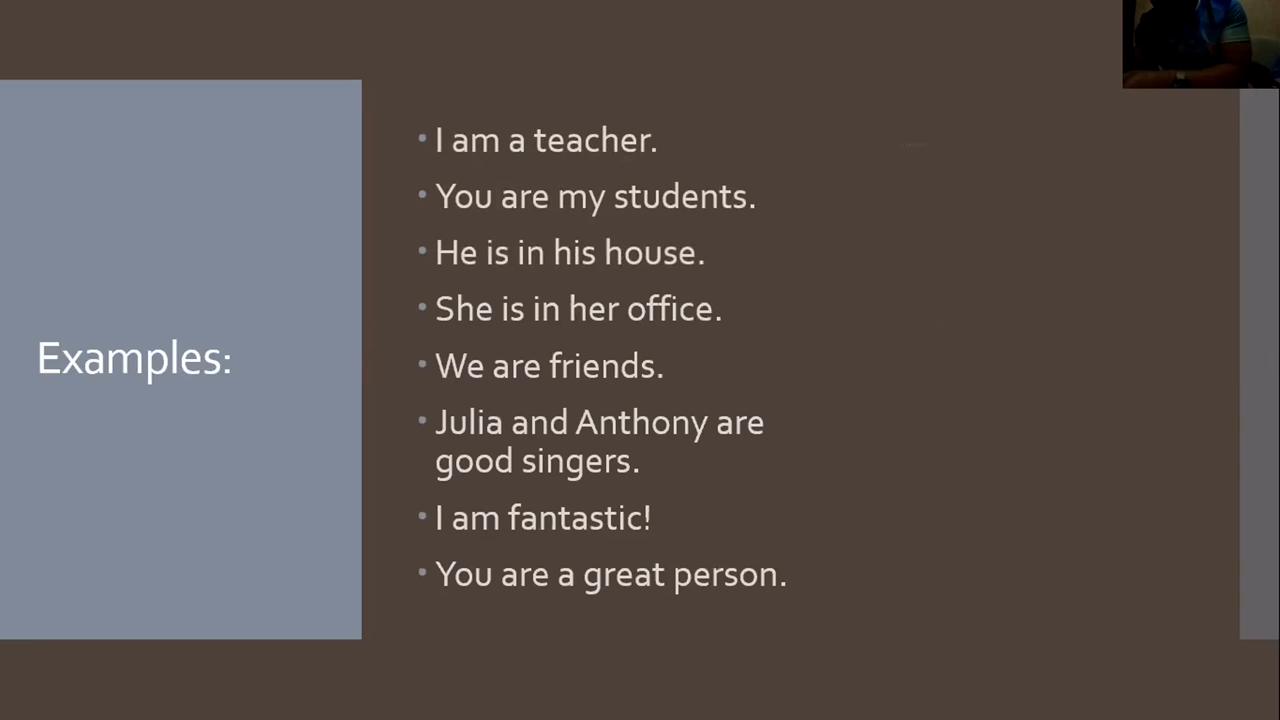 Examples:
• I am a teacher.
• You are my students.
• He is in his house.
• She is in her office.
• We are friends.
• Julia and Anthony are
good singers.
• I am fantastic!
• You are a great person.